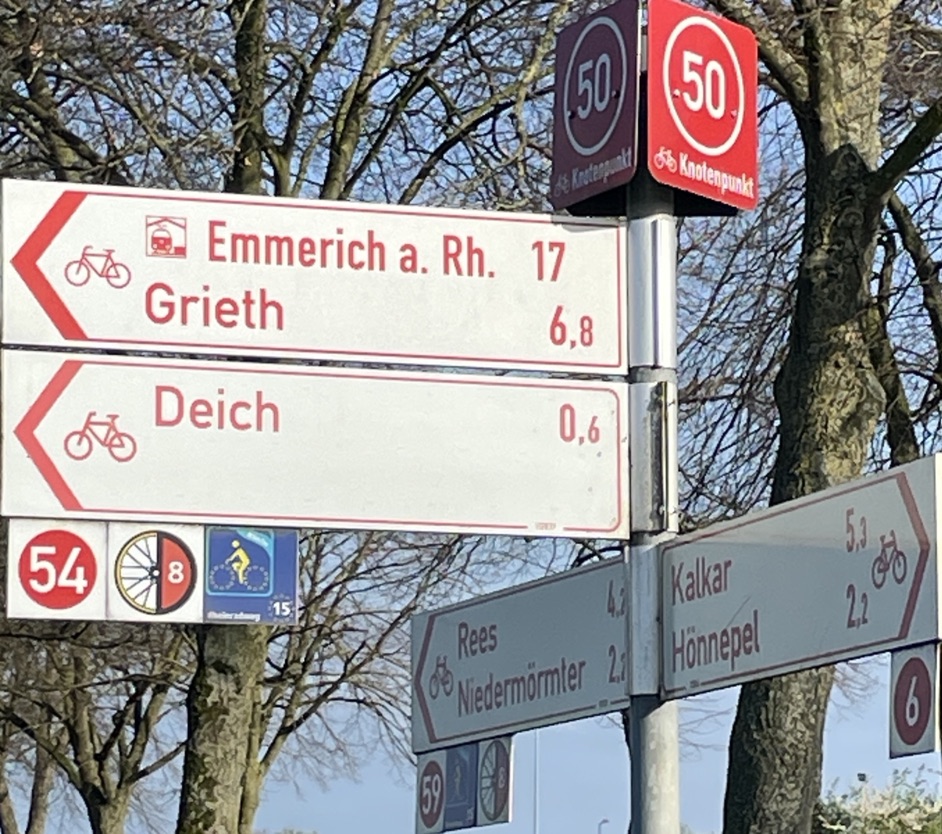 50
Knotenpunkt
50
Knotenpunkt
Emmerich a. Rh. 17
Grieth 6,8
Deich 0,6
54
8
15
Rees 4,2
Niedermörmter 2,
Kalkar 5,3
Hönnepel 2,2
59
8
6